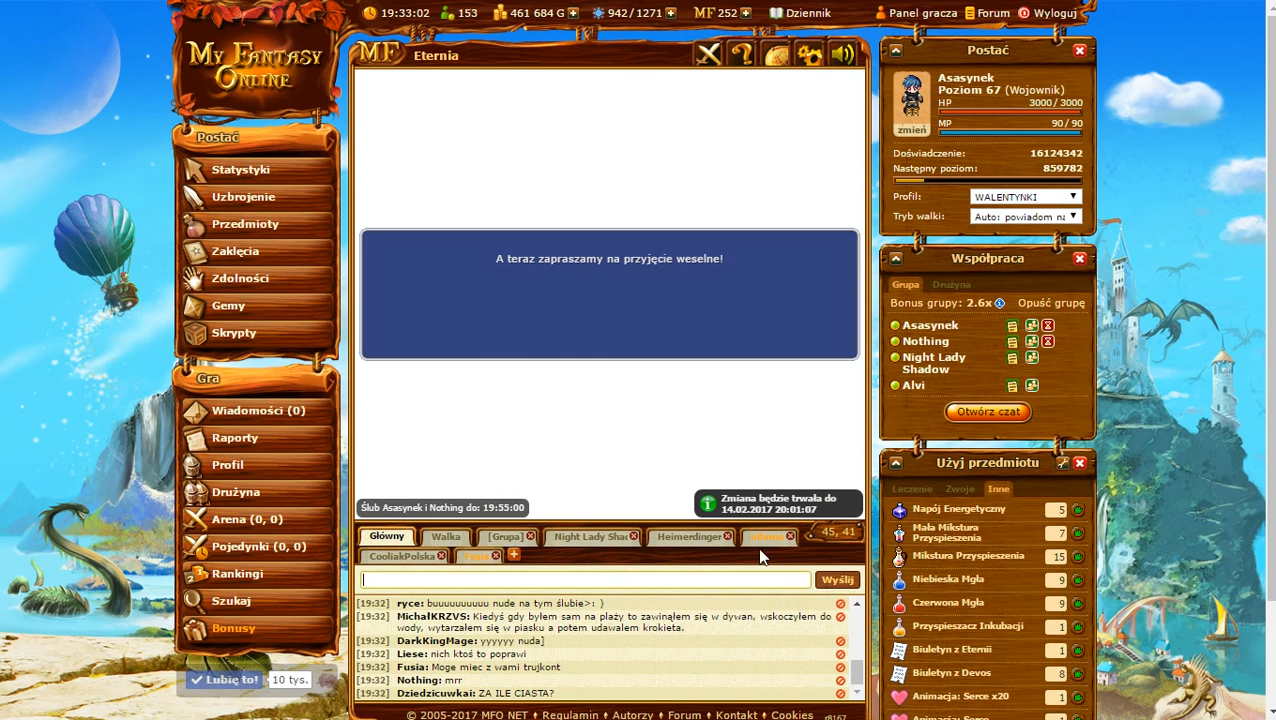 19:33:02 153 461 684 G 942/1271 MF 252 Dziennik Panel gracza Forum Wyloguj
My Fantasy
Online
Postać
Statystyki
Uzbrojenie
Przedmioty
Zaklęcia
Zdolności
Gemy
Skrypty
Gra
Wiadomości (0)
Raporty
Profil
Drużyna
Arena (0, 0)
Pojedynki (0, 0)
Rankingi
Szukaj
Bonusy
Lubię to! 10 tys.
MF Eternia
A teraz zapraszamy na przyjęcie weselne!
Ślub Asasynek i Nothing do: 19:55:00
Zmiana będzie trwała do
14.02.2017 20:01:07
Główny Walka [Grupa] Night Lady Shac Heimerdinger 45, 41
CooliakPolska Fusia
Wyślij
[19:32] ryce: buuuuuuuuuu nude na tym ślubie>: )
[19:32] MichałKRZVS: Kiedyś gdy byłem sam na plaży to zawinąłem się w dywan, wskoczyłem do
wody, wytarzałem się w piasku a potem udawalem krokieta.
[19:32] DarkKingMage: yyyyyy nuda]
[19:32] Liese: nich ktoś to poprawi
[19:32] Fusia: Moge miec z wami trujkont
[19:32] Nothing: mrr
[19:32] Dziedzicuwkai: ZA ILE CIASTA?
© 2005-2017 MFO NET Regulamin Autorzy Forum Kontakt Cookies r8167
Postać
Asasynek
Poziom 67 (Wojownik)
HP 3000/3000
MP 90/90
zmień
Doświadczenie: 16124342
Następny poziom: 859782
Profil: WALENTYNKI
Tryb walki: Auto: powiadom na
Współpraca
Grupa Drużyna
Bonus grupy: 2.6x Opuść grupę
Asasynek
Nothing
Night Lady
Shadow
Alvi
Otwórz czat
Użyj przedmiotu
Leczenie Zwoje Inne
Napój Energetyczny 5
Mała Mikstura
Przyspieszenia 7
Mikstura Przyspieszenia 15
Niebieska Mgła 9
Czerwona Mgła 9
Przyspieszacz Inkubacji 1
Biuletyn z Eternii 1
Biuletyn z Devos 8
Animacja: Serce x20 1